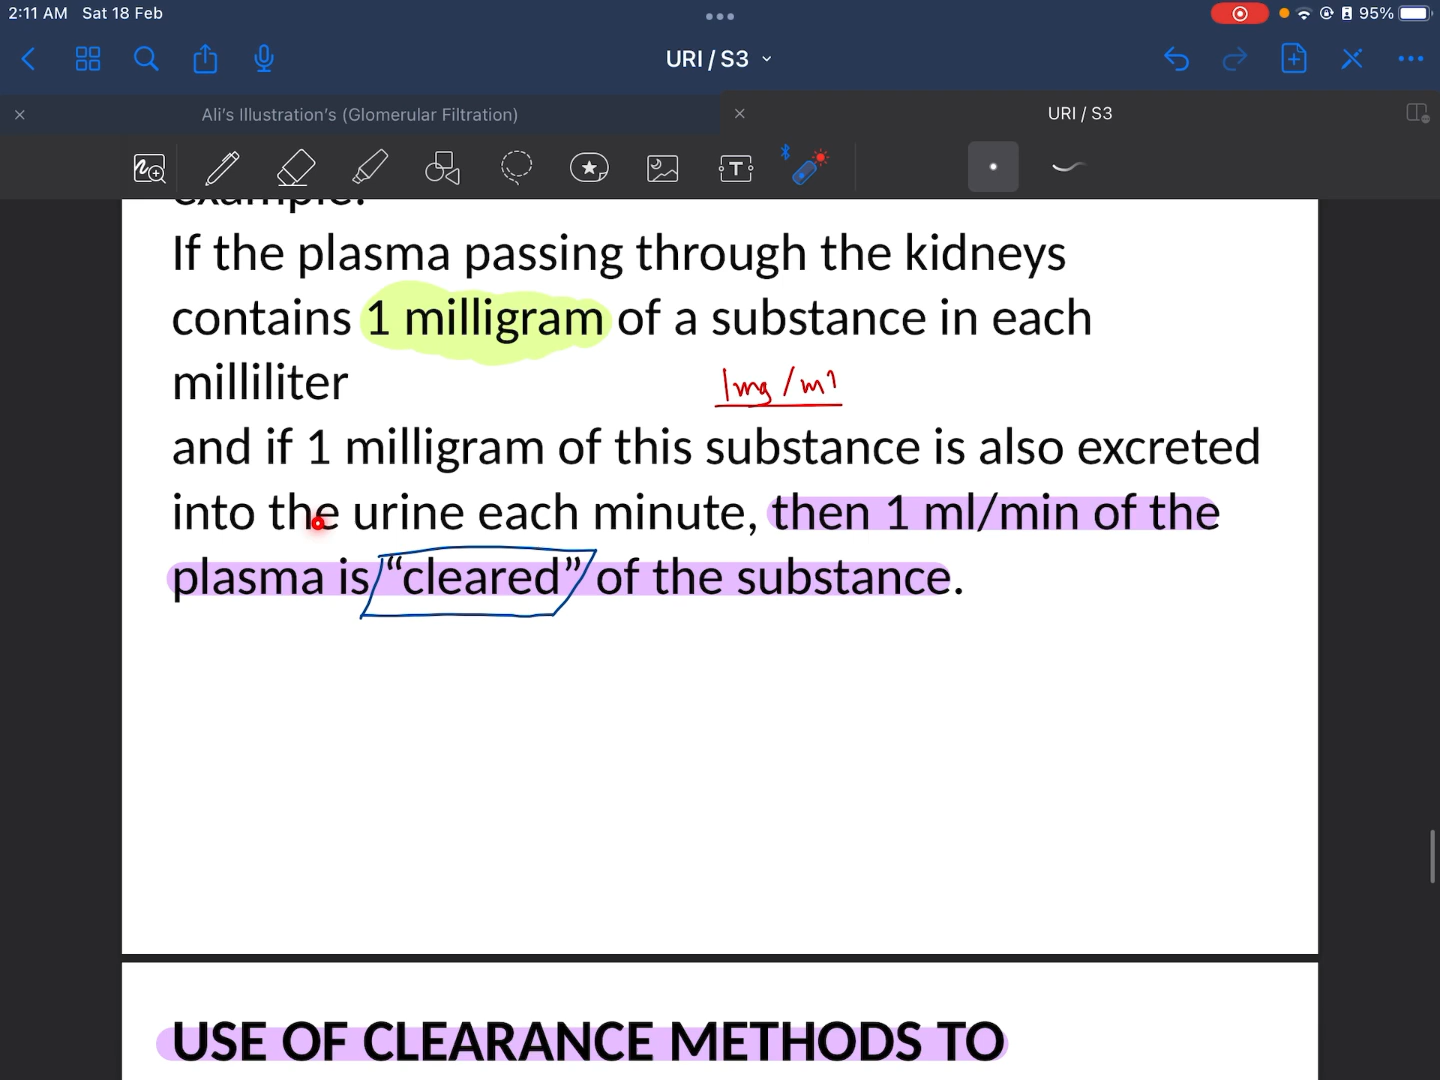 2:11 AM Sat 18 Feb
95%
URI / S3
Ali's Illustration's (Glomerular Filtration)
URI / S3
example:
If the plasma passing through the kidneys
contains 1 milligram of a substance in each
milliliter
1mg/ml
and if 1 milligram of this substance is also excreted
into the urine each minute, then 1 ml/min of the
plasma is “cleared” of the substance.
USE OF CLEARANCE METHODS TO